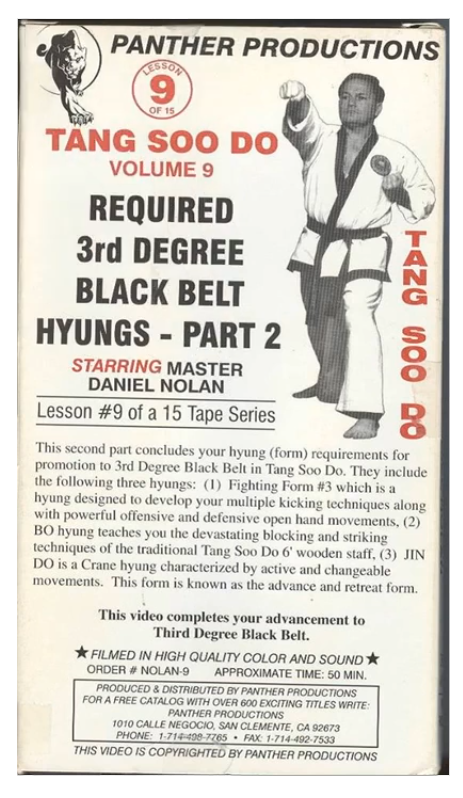 PANTHER PRODUCTIONS
LESSON
9
OF 15
TANG SOO DO
VOLUME 9
REQUIRED
3rd DEGREE
BLACK BELT
HYUNGS - PART 2
STARRING MASTER
DANIEL NOLAN
Lesson #9 of a 15 Tape Series
TANG SOO DO
This second part concludes your hyung (form) requirements for
promotion to 3rd Degree Black Belt in Tang Soo Do. They include
the following three hyungs: (1) Fighting Form #3 which is a
hyung designed to develop your multiple kicking techniques along
with powerful offensive and defensive open hand movements, (2)
BO hyung teaches you the devastating blocking and striking
techniques of the traditional Tang Soo Do 6' wooden staff, (3) JIN
DO is a Crane hyung characterized by active and changeable
movements. This form is known as the advance and retreat form.
This video completes your advancement to
Third Degree Black Belt.
★ FILMED IN HIGH QUALITY COLOR AND SOUND ★
ORDER # NOLAN-9 APPROXIMATE TIME: 50 MIN.
PRODUCED & DISTRIBUTED BY PANTHER PRODUCTIONS
FOR A FREE CATALOG WITH OVER 600 EXCITING TITLES WRITE:
PANTHER PRODUCTIONS
1010 CALLE NEGOCIO, SAN CLEMENTE, CA 92673
PHONE: 1-714-498-7765 • FAX: 1-714-492-7533
THIS VIDEO IS COPYRIGHTED BY PANTHER PRODUCTIONS